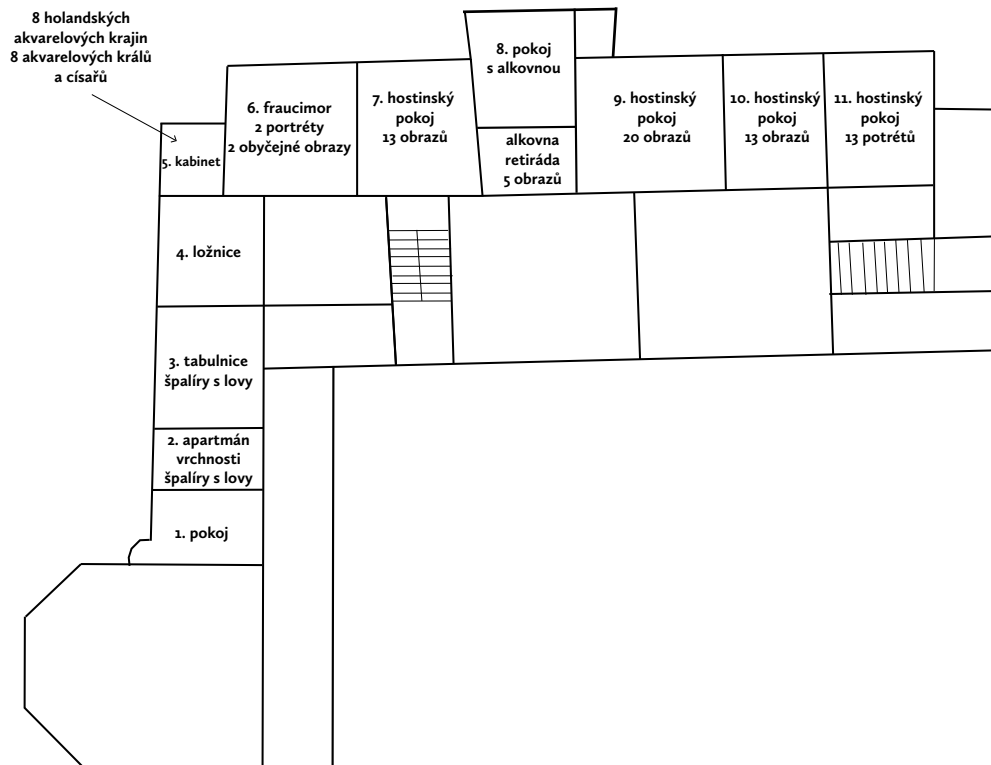 8 holandských
akvarelových krajin
8 akvarelových králů
a císařů
5. kabinet
6. fraucimor
2 portréty
2 obyčejné obrazy
7. hostinský
pokoj
13 obrazů
8. pokoj
s alkovnou
alkovna
retiráda
5 obrazů
9. hostinský
pokoj
20 obrazů
10. hostinský
pokoj
13 obrazů
11. hostinský
pokoj
13 potrétů
4. ložnice
3. tabulnice
špalíry s lovy
2. apartmán
vrchnosti
špalíry s lovy
1. pokoj